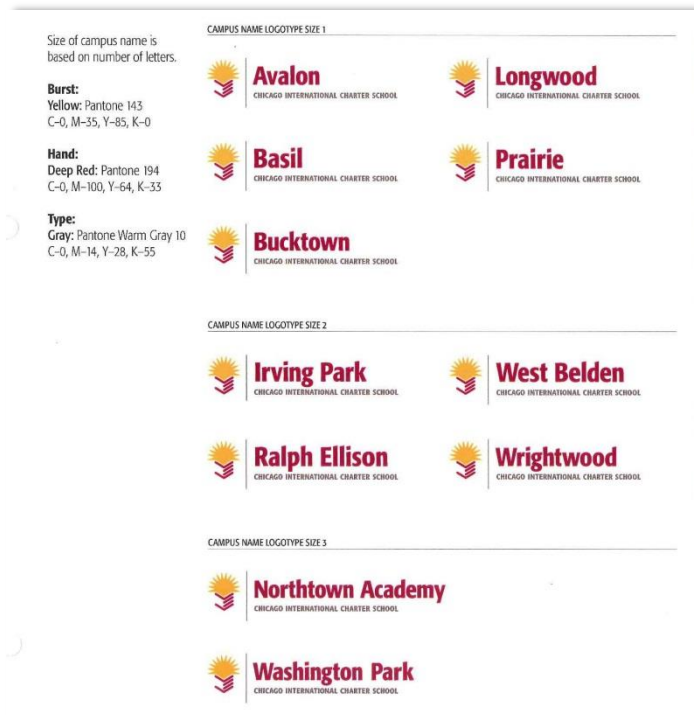 Size of campus name is
based on number of letters.
Burst:
Yellow: Pantone 143
C–0, M–35, Y–85, K–0
Hand:
Deep Red: Pantone 194
C–0, M–100, Y–64, K–33
Type:
Gray: Pantone Warm Gray 10
C–0, M–14, Y–28, K–55
CAMPUS NAME LOGOTYPE SIZE 1
Avalon
CHICAGO INTERNATIONAL CHARTER SCHOOL
Longwood
CHICAGO INTERNATIONAL CHARTER SCHOOL
Basil
CHICAGO INTERNATIONAL CHARTER SCHOOL
Prairie
CHICAGO INTERNATIONAL CHARTER SCHOOL
Bucktown
CHICAGO INTERNATIONAL CHARTER SCHOOL
CAMPUS NAME LOGOTYPE SIZE 2
Irving Park
CHICAGO INTERNATIONAL CHARTER SCHOOL
West Belden
CHICAGO INTERNATIONAL CHARTER SCHOOL
Ralph Ellison
CHICAGO INTERNATIONAL CHARTER SCHOOL
Wrightwood
CHICAGO INTERNATIONAL CHARTER SCHOOL
CAMPUS NAME LOGOTYPE SIZE 3
Northtown Academy
CHICAGO INTERNATIONAL CHARTER SCHOOL
Washington Park
CHICAGO INTERNATIONAL CHARTER SCHOOL